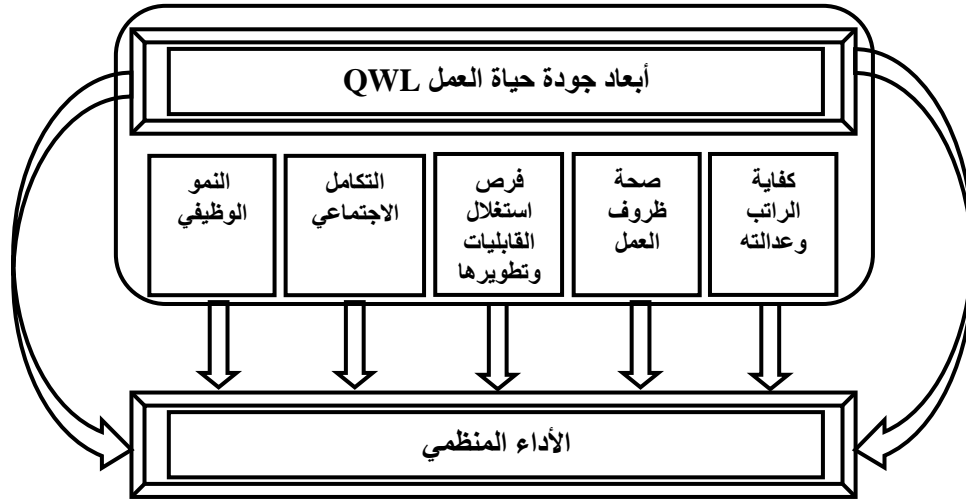 أبعاد جودة حياة العمل QWL
كفاية
الراتب
وعدالته
صحة
ظروف
العمل
فرص
استغلال
القابليات
وتطويرها
التكامل
الاجتماعي
النمو
الوظيفي
الأداء المنظمي